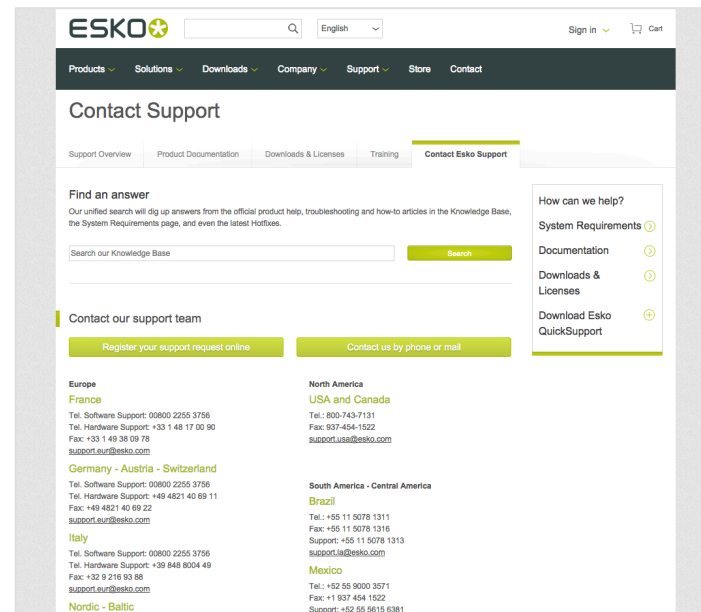 ESKO
English
Sign in
Cart
Products
Solutions
Downloads
Company
Support
Store
Contact
Contact Support
Support Overview
Product Documentation
Downloads & Licenses
Training
Contact Esko Support
Find an answer
Our unified search will dig up answers from the official product help, troubleshooting and how-to articles in the Knowledge Base,
the System Requirements page, and even the latest Hotfixes.
Search our Knowledge Base
Search
How can we help?
System Requirements
Documentation
Downloads &
Licenses
Download Esko
QuickSupport
Contact our support team
Register your support request online
Contact us by phone or mail
Europe
France
Tel. Software Support: 00800 2255 3756
Tel. Hardware Support: +33 1 48 17 00 90
Fax: +33 1 49 38 09 78
support.eur@esko.com
Germany - Austria - Switzerland
Tel. Software Support: 00800 2255 3756
Tel. Hardware Support: +49 4821 40 69 11
Fax: +49 4821 40 69 22
support.eur@esko.com
Italy
Tel. Software Support: 00800 2255 3756
Tel. Hardware Support: +39 848 8004 49
Fax: +32 9 216 93 88
support.eur@esko.com
Nordic - Baltic
North America
USA and Canada
Tel.: 800-743-7131
Fax: 937-454-1522
support.usa@esko.com
South America - Central America
Brazil
Tel.: +55 11 5078 1311
Fax: +55 11 5078 1316
Support: +55 11 5078 1313
support.la@esko.com
Mexico
Tel.: +52 55 9000 3571
Fax: +1 937 454 1522
Support: +52 55 5615 6381